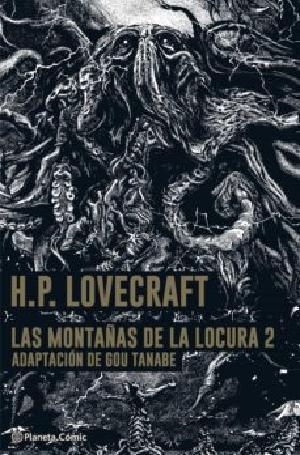 H.P. LOVECRAFT
LAS MONTAÑAS DE LA LOCURA 2
ADAPTACIÓN DE GOU TANABE
Planeta Cómic